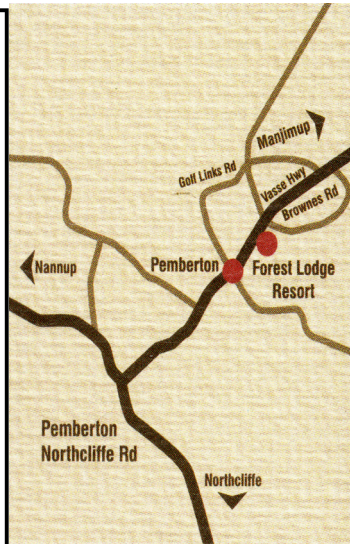 Manjimup
Golf Links Rd
Vasse Hwy
Brownes Rd
Nannup
Pemberton
Forest Lodge
Resort
Pemberton
Northcliffe Rd
Northcliffe